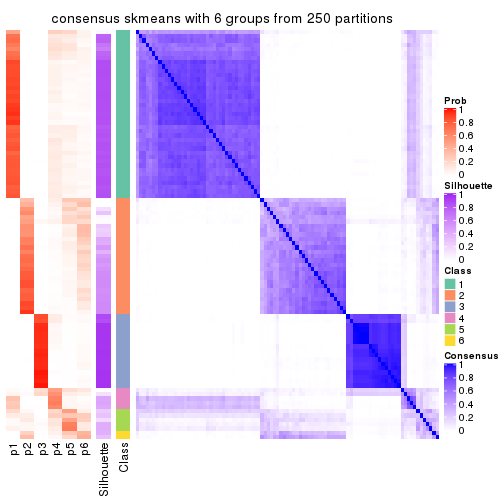 consensus skmeans with 6 groups from 250 partitions
Prob
1
0.8
0.6
0.4
0.2
0
Silhouette
1
0.8
0.6
0.4
0.2
0
Class
1
2
3
4
5
6
Consensus
1
0.8
0.6
0.4
0.2
0
p1
p2
p3
p4
p5
p6
Silhouette
Class